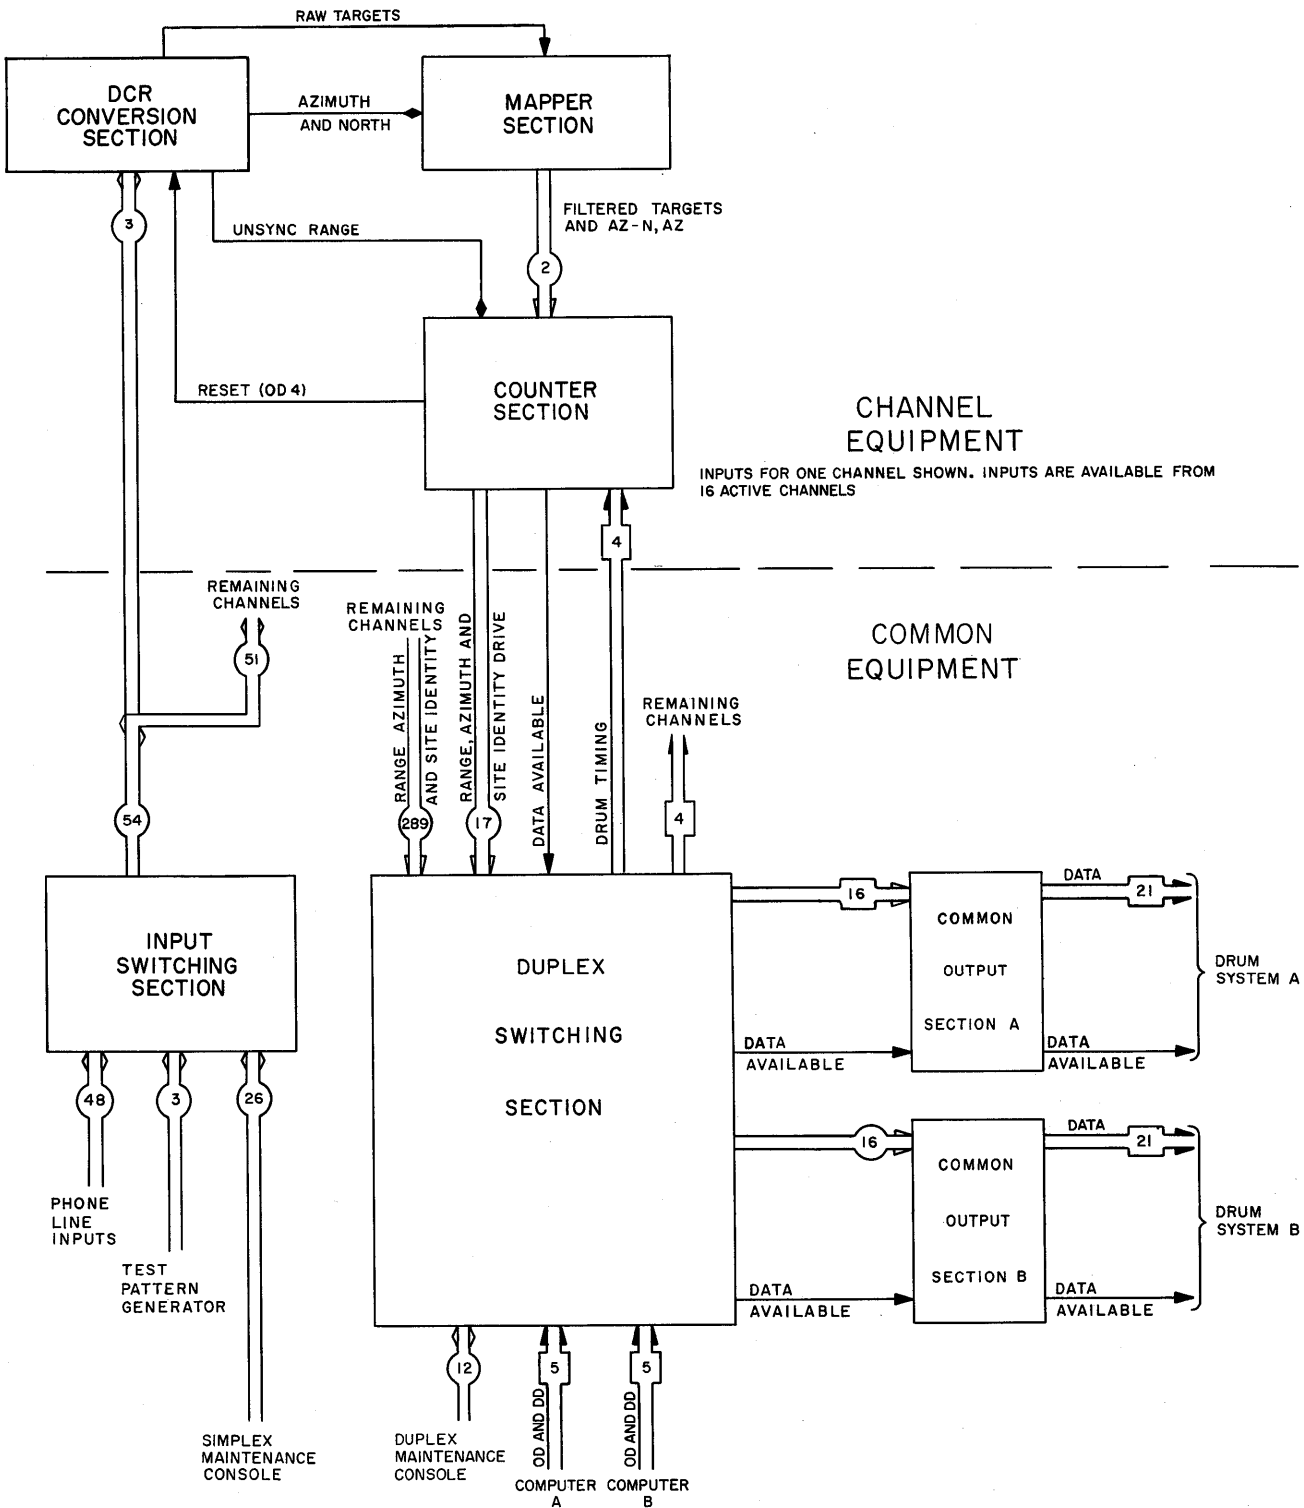 RAW TARGETS
DCR
CONVERSION
SECTION
AZIMUTH
AND NORTH
MAPPER
SECTION
3
UNSYNC RANGE
FILTERED TARGETS
AND AZ-N, AZ
2
RESET (OD 4)
COUNTER
SECTION
CHANNEL
EQUIPMENT
INPUTS FOR ONE CHANNEL SHOWN. INPUTS ARE AVAILABLE FROM
16 ACTIVE CHANNELS
4
REMAINING
CHANNELS
51
REMAINING
CHANNELS
RANGE AZIMUTH
AND SITE IDENTITY
289
RANGE, AZIMUTH AND
SITE IDENTITY DRIVE
17
DATA AVAILABLE
DRUM TIMING
COMMON
EQUIPMENT
REMAINING
CHANNELS
4
54
INPUT
SWITCHING
SECTION
48
3
26
PHONE
LINE
INPUTS
TEST
PATTERN
GENERATOR
SIMPLEX
MAINTENANCE
CONSOLE
DUPLEX
SWITCHING
SECTION
16
COMMON
OUTPUT
SECTION A
DATA
21
DATA
AVAILABLE
DATA
AVAILABLE
DRUM
SYSTEM A
16
COMMON
OUTPUT
SECTION B
DATA
21
DATA
AVAILABLE
DATA
AVAILABLE
DRUM
SYSTEM B
12
5
5
DUPLEX
MAINTENANCE
CONSOLE
OD AND DD
COMPUTER
A
OD AND DD
COMPUTER
B